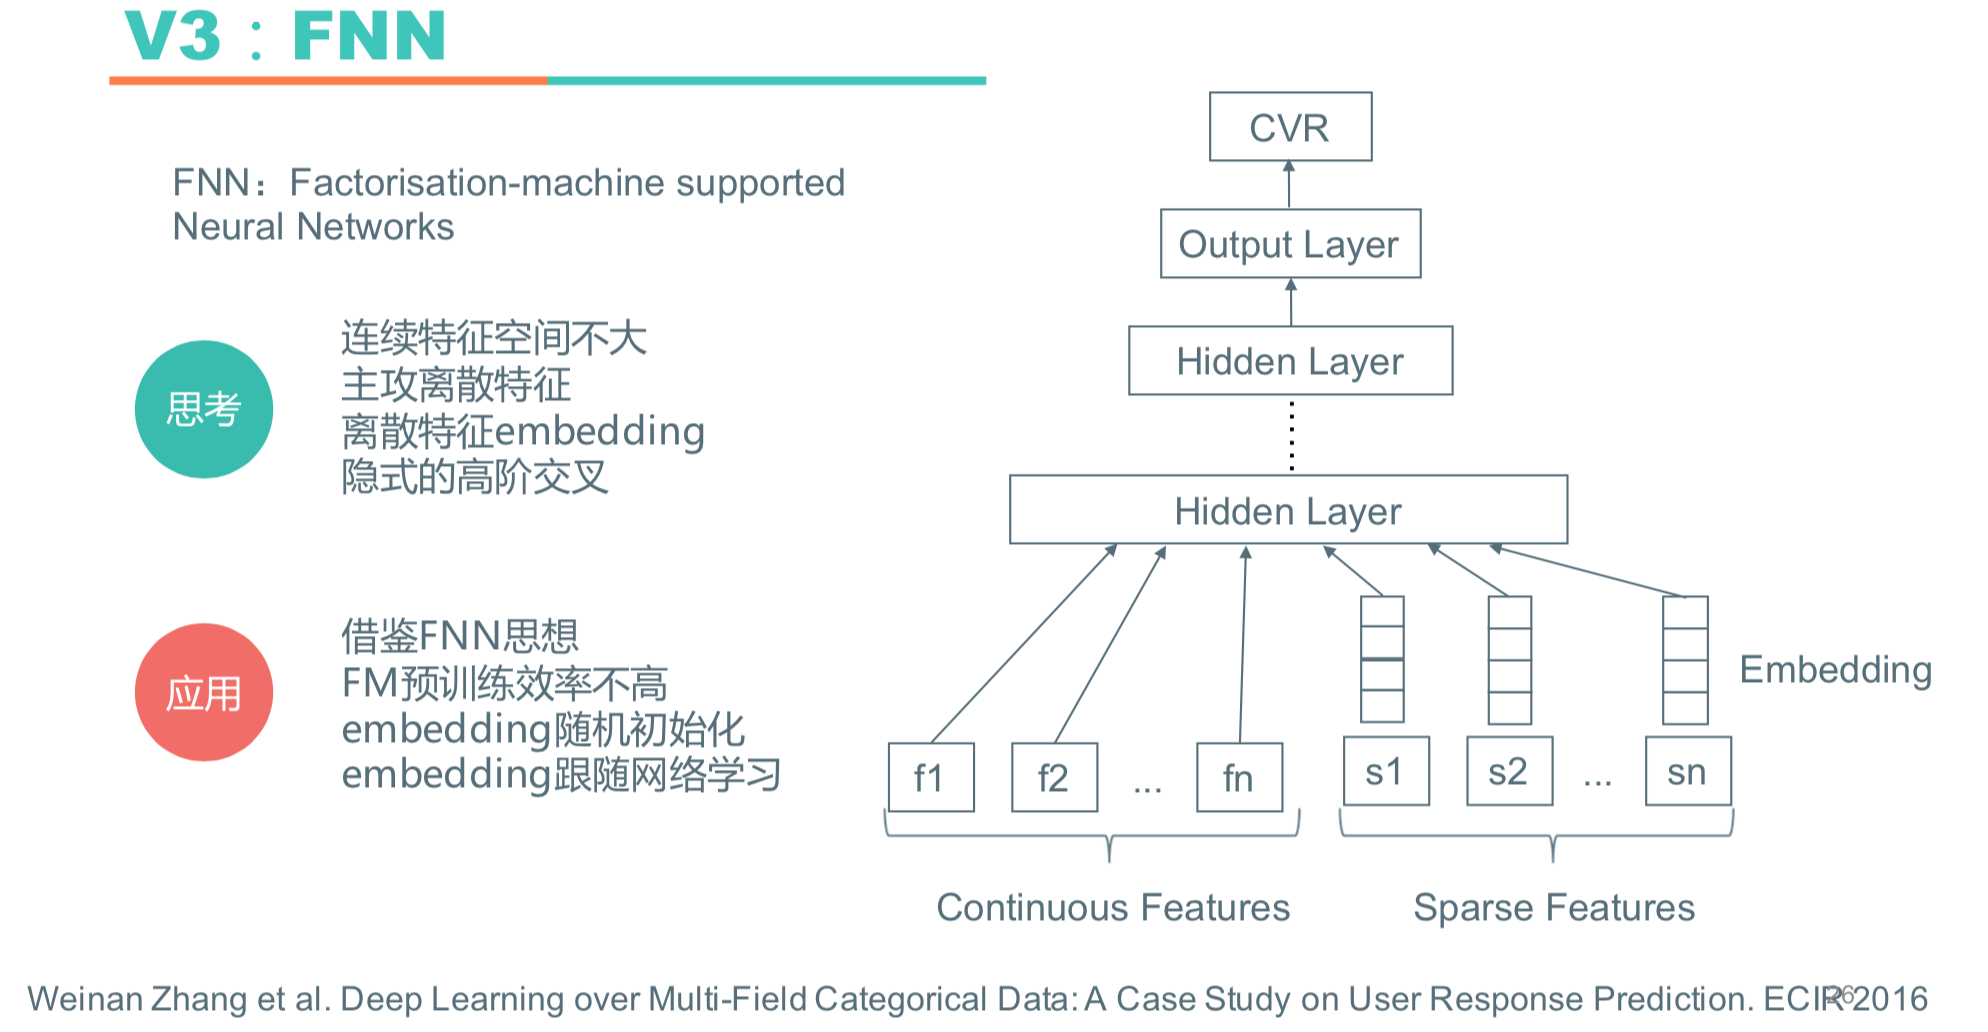 V3：FNN
FNN：Factorisation-machine supported
Neural Networks
思考
连续特征空间不大
主攻离散特征
离散特征embedding
隐式的高阶交叉
应用
借鉴FNN思想
FM预训练效率不高
embedding随机初始化
embedding跟随网络学习
CVR
Output Layer
Hidden Layer
Hidden Layer
Embedding
f1 f2 ... fn s1 s2 ... sn
Continuous Features Sparse Features
Weinan Zhang et al. Deep Learning over Multi-Field Categorical Data: A Case Study on User Response Prediction. ECIR 2016
26